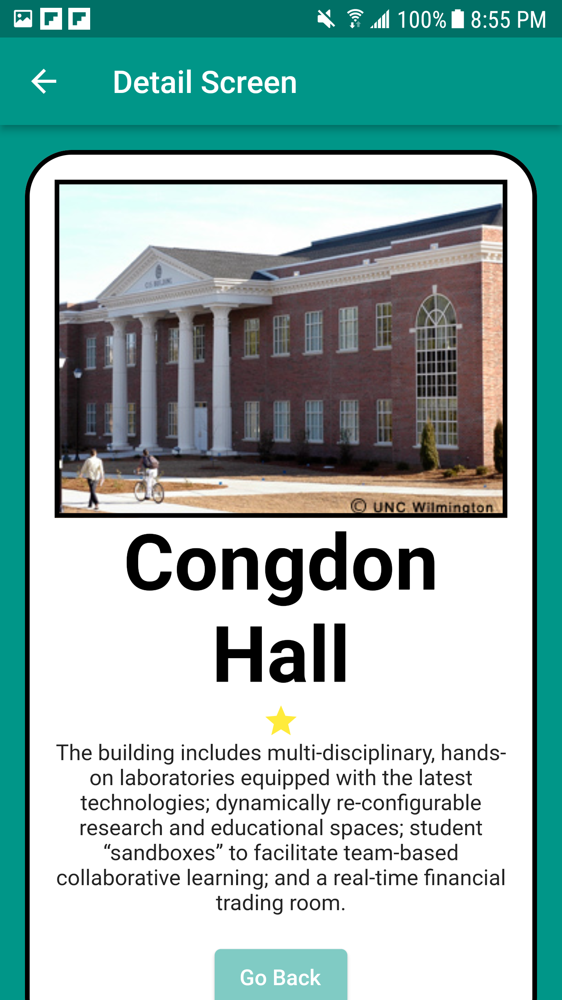 100% 8:55 PM
Detail Screen
© UNC Wilmington
Congdon
Hall
The building includes multi-disciplinary, hands-
on laboratories equipped with the latest
technologies; dynamically re-configurable
research and educational spaces; student
“sandboxes” to facilitate team-based
collaborative learning; and a real-time financial
trading room.
Go Back